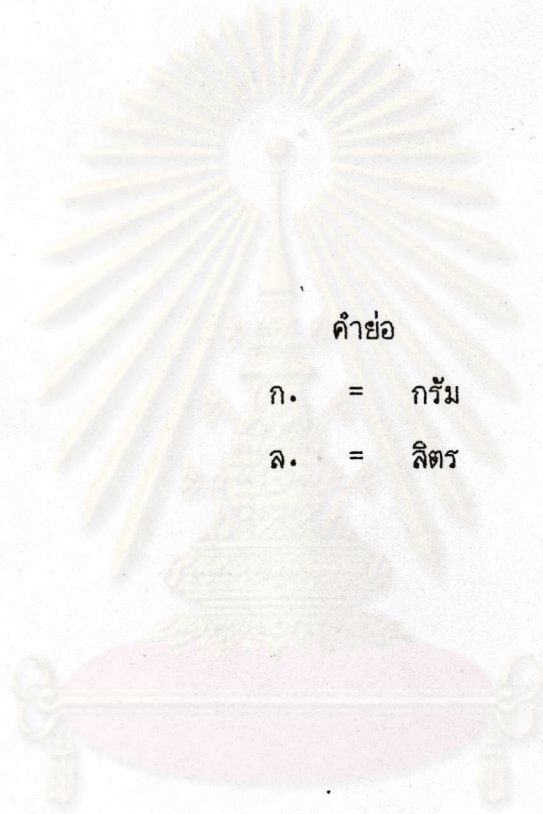 คำย่อ
ก. = กรัม
ล. = ลิตร